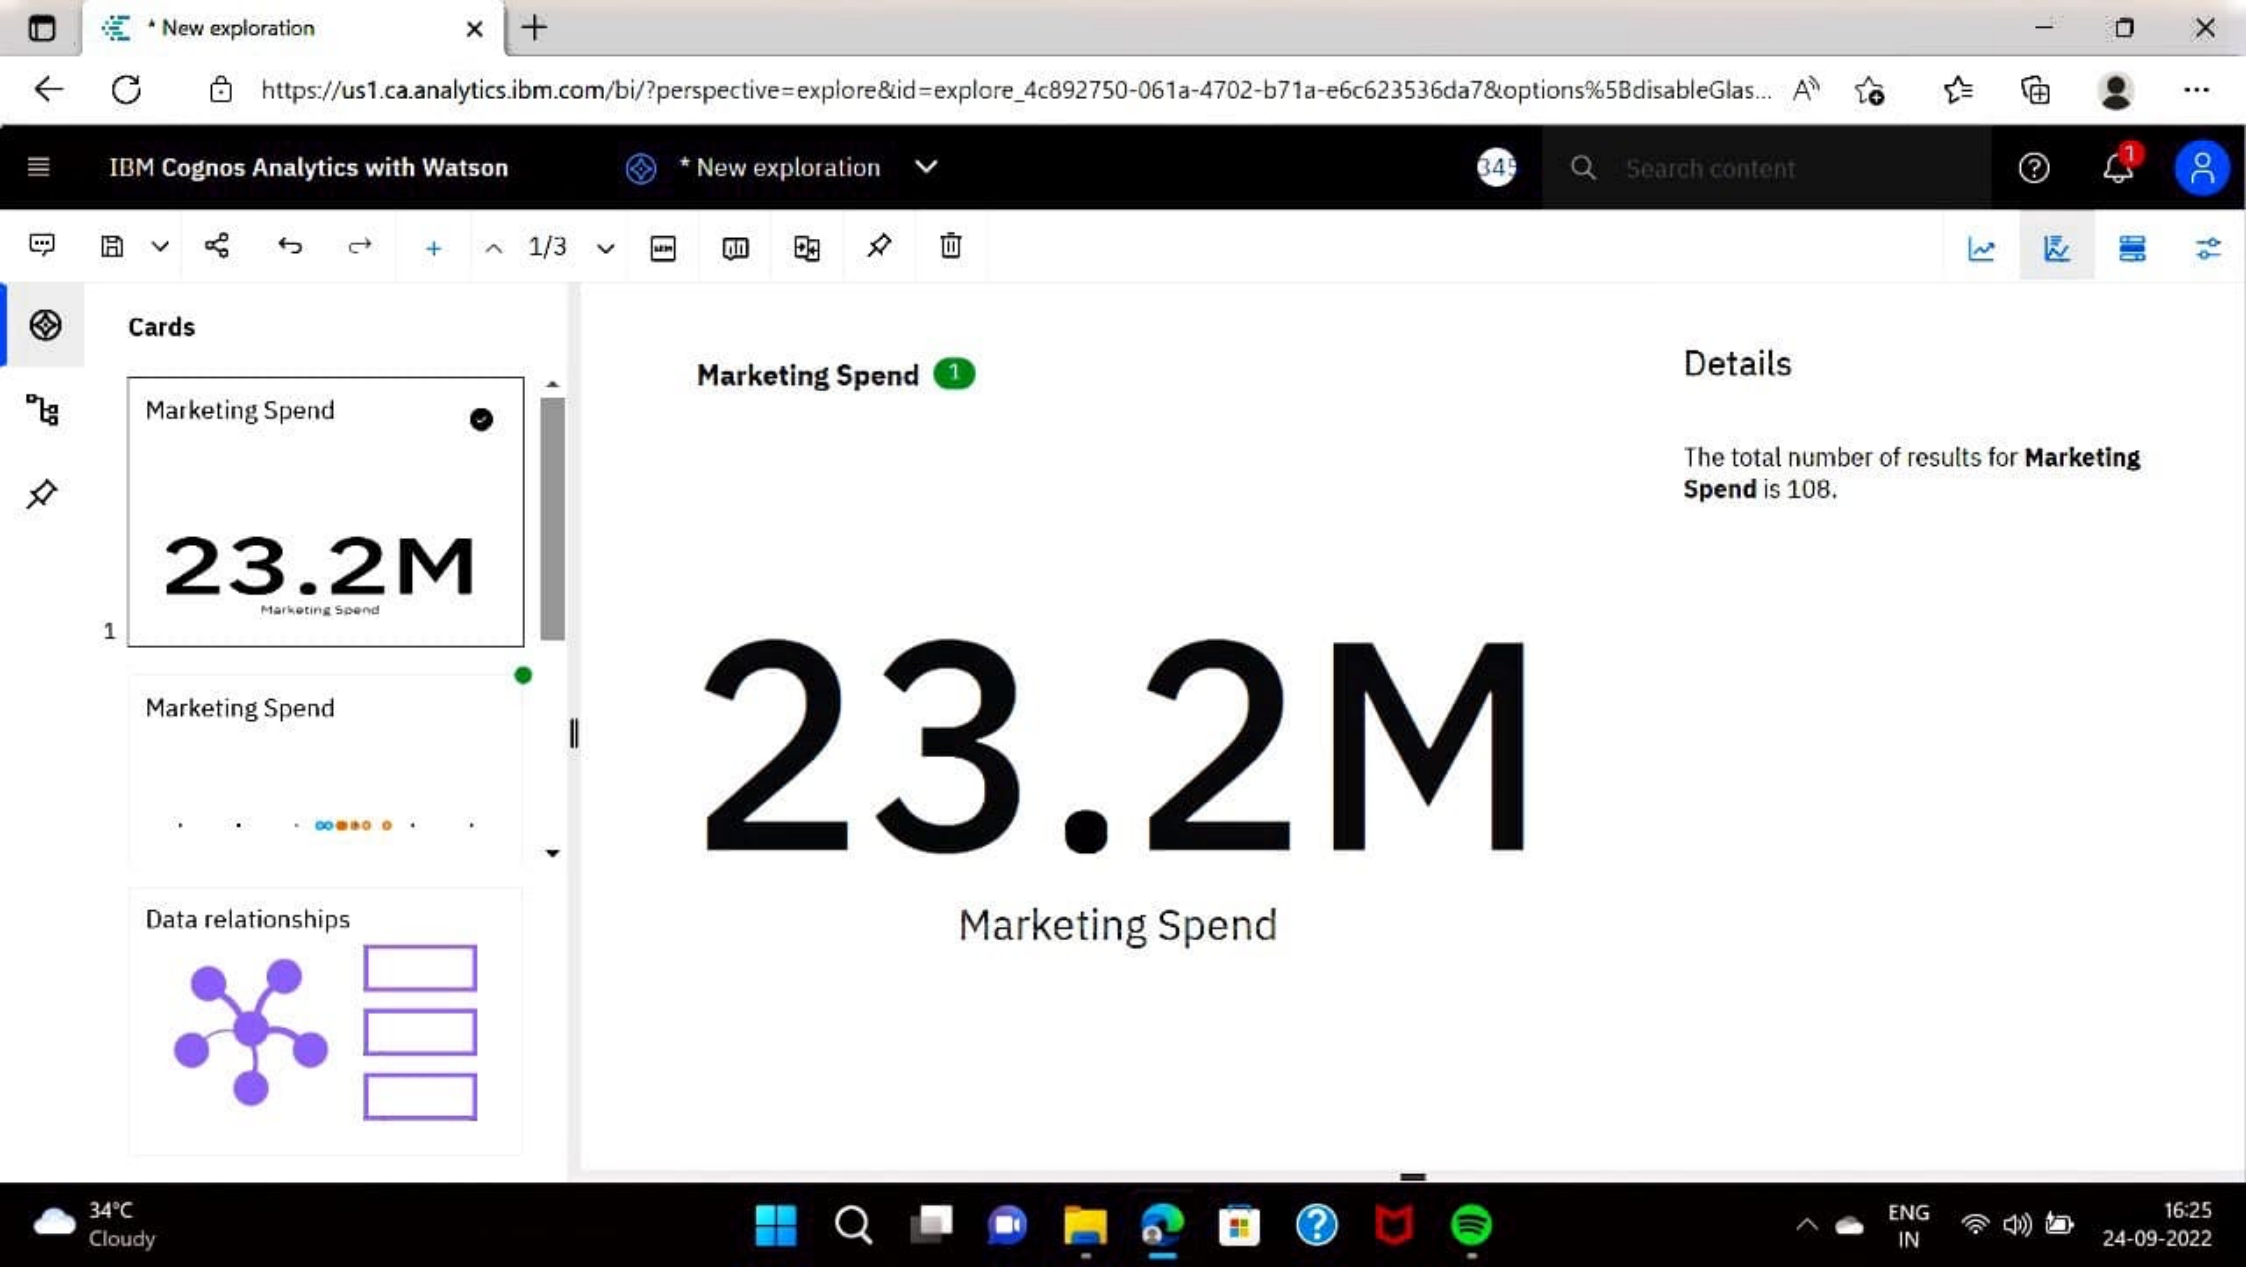 * New exploration
https://us1.ca.analytics.ibm.com/bi/?perspective=explore&id=explore_4c892750-061a-4702-b71a-e6c623536da7&options%5BdisableGlas...
IBM Cognos Analytics with Watson
* New exploration
345
Search content
1
1/3
Cards
Marketing Spend
23.2M
Marketing Spend
1
Marketing Spend
Data relationships
Marketing Spend 1
23.2M
Marketing Spend
Details
The total number of results for Marketing
Spend is 108.
34°C
Cloudy
ENG
IN
16:25
24-09-2022